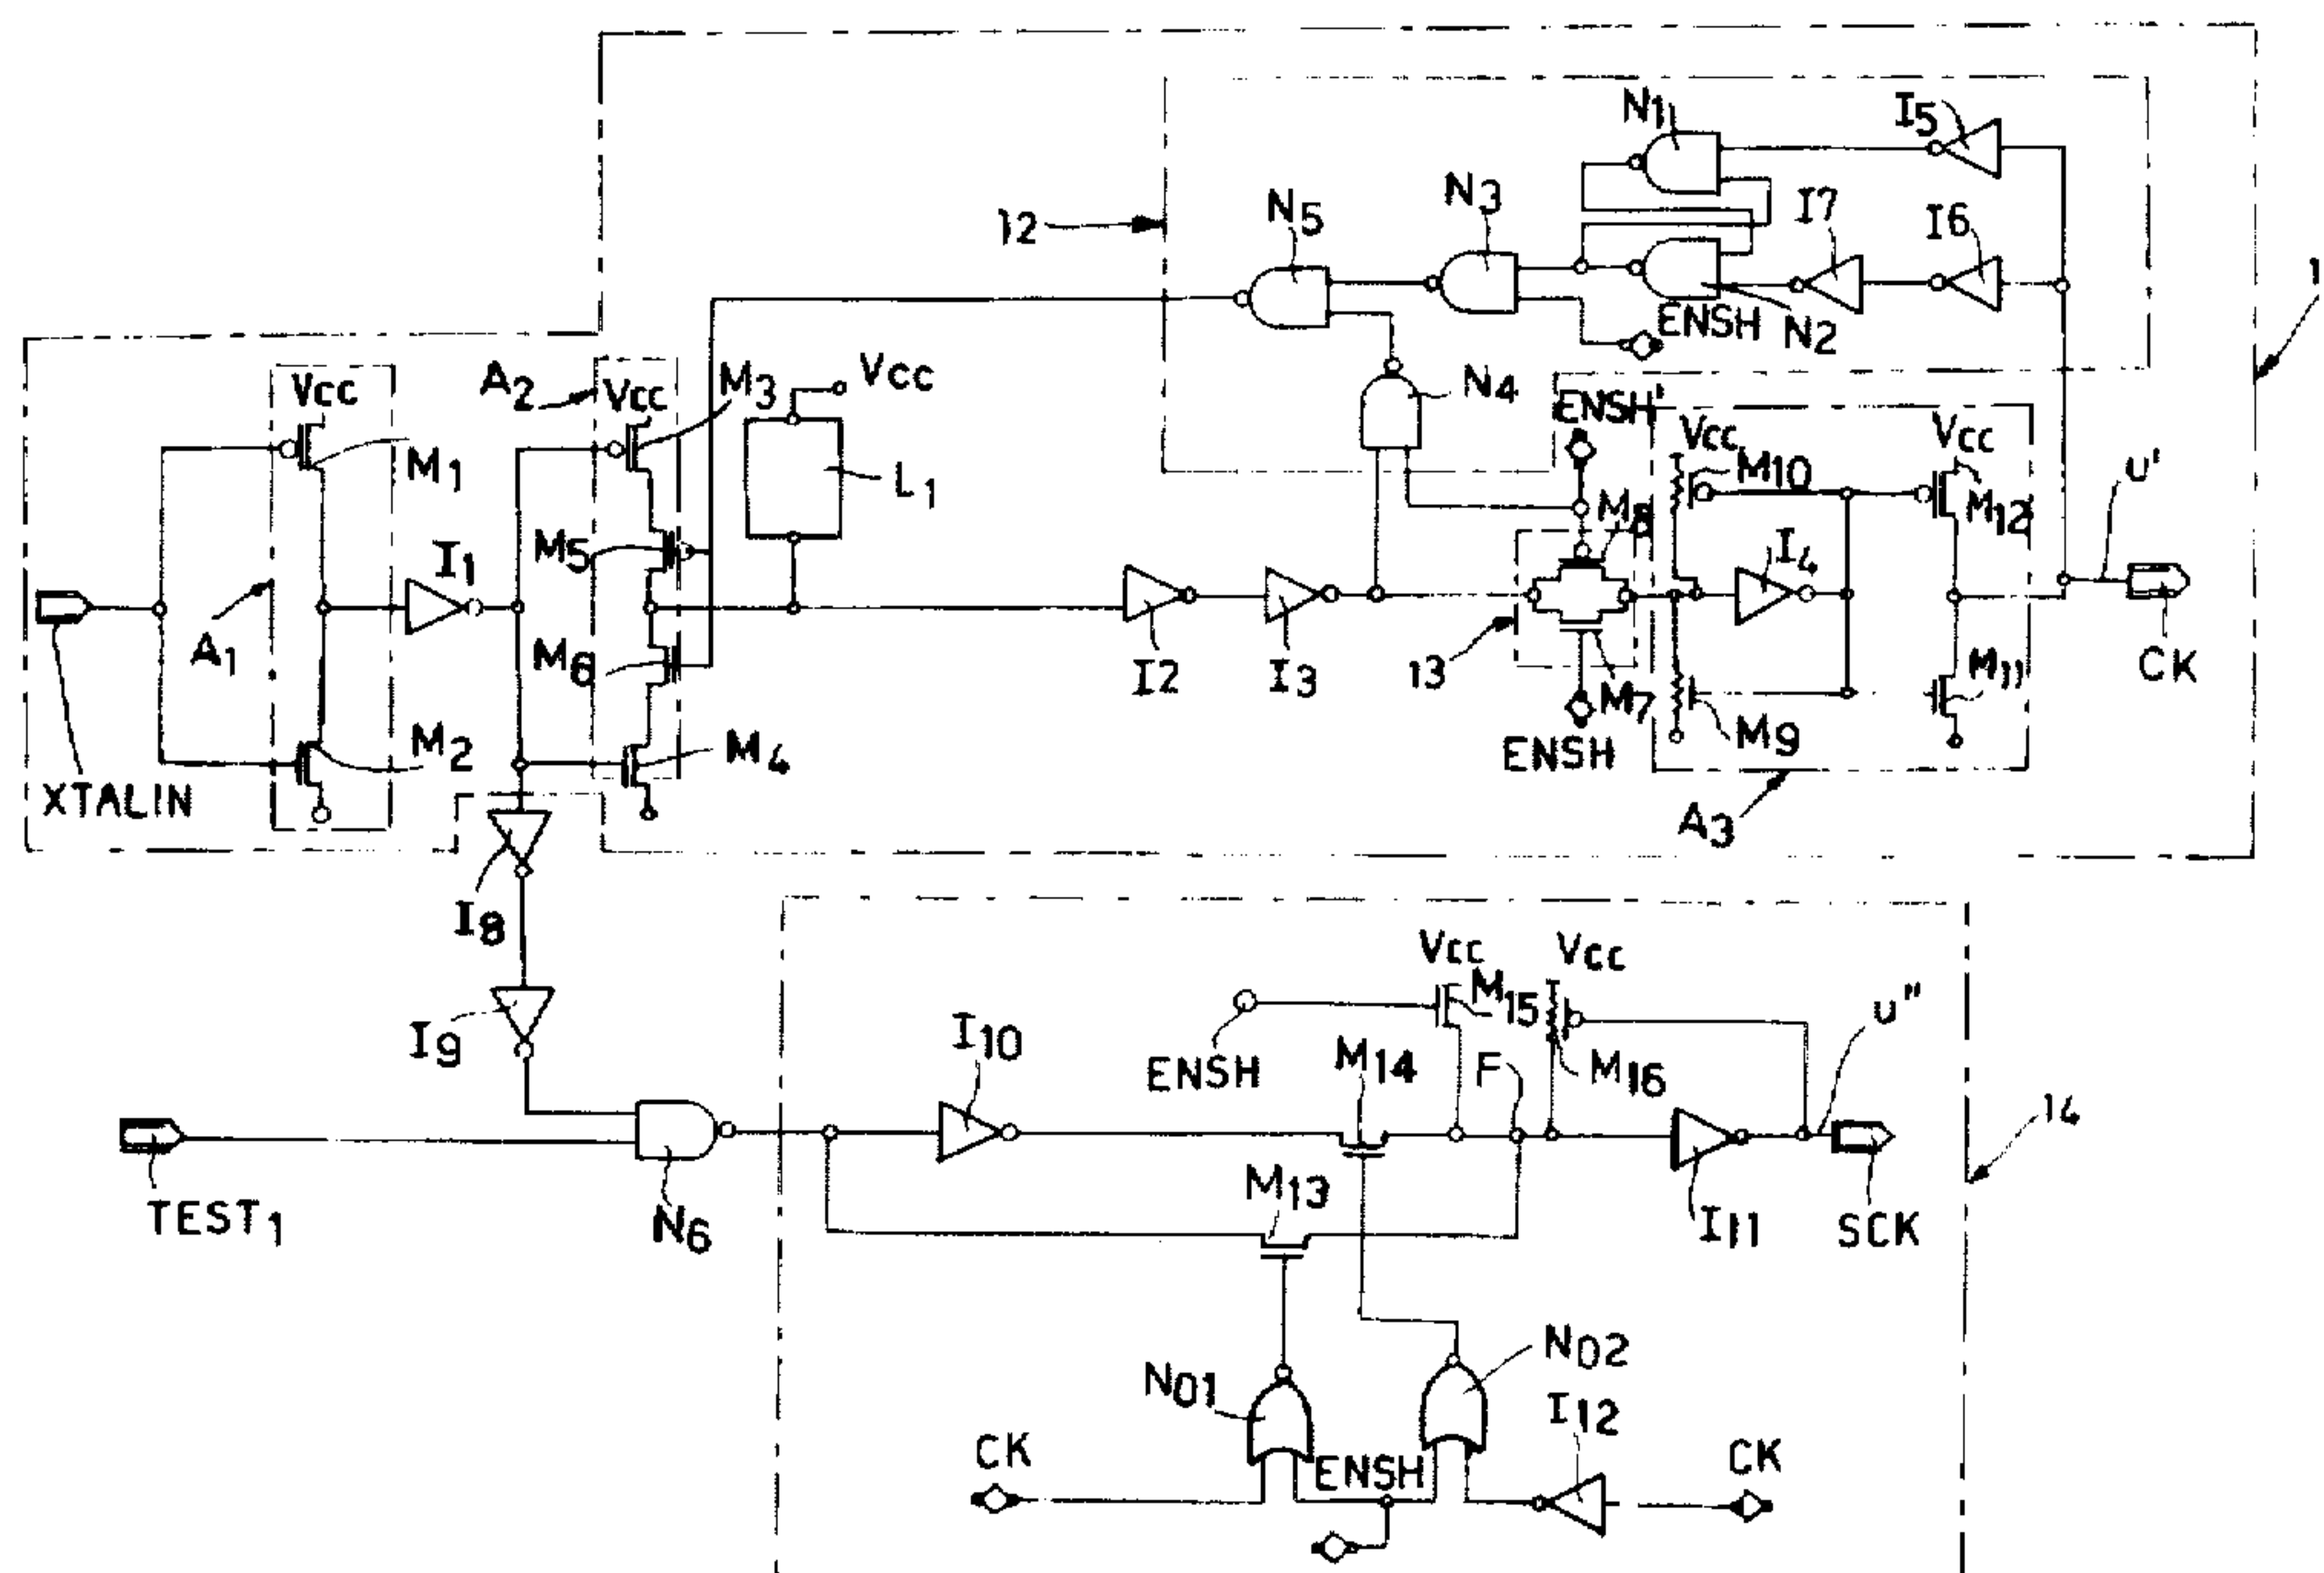 N1
I5
12
N5
N3
I7
I6
1
ENSH
N2
A2
Vcc
Vcc
M3
Vcc
N4
ENSH'
Vcc
Vcc
M1
L1
M10
M12
u'
M5
M8
I1
I4
A1
M6
I2
I3
13
M7
M11
CK
M2
M4
M9
XTALIN
ENSH
A3
I8
Vcc
Vcc
M15
u"
I9
I10
ENSH
M14
F
M16
14
M13
TEST1
N6
I11
SCK
N01
N02
I12
CK
ENSH
CK